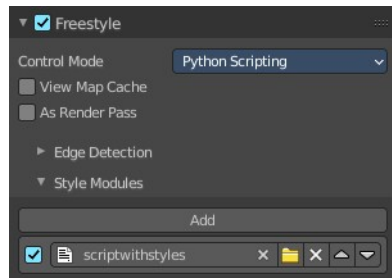 Freestyle
Control Mode Python Scripting
View Map Cache
As Render Pass
Edge Detection
Style Modules
Add
scriptwithstyles